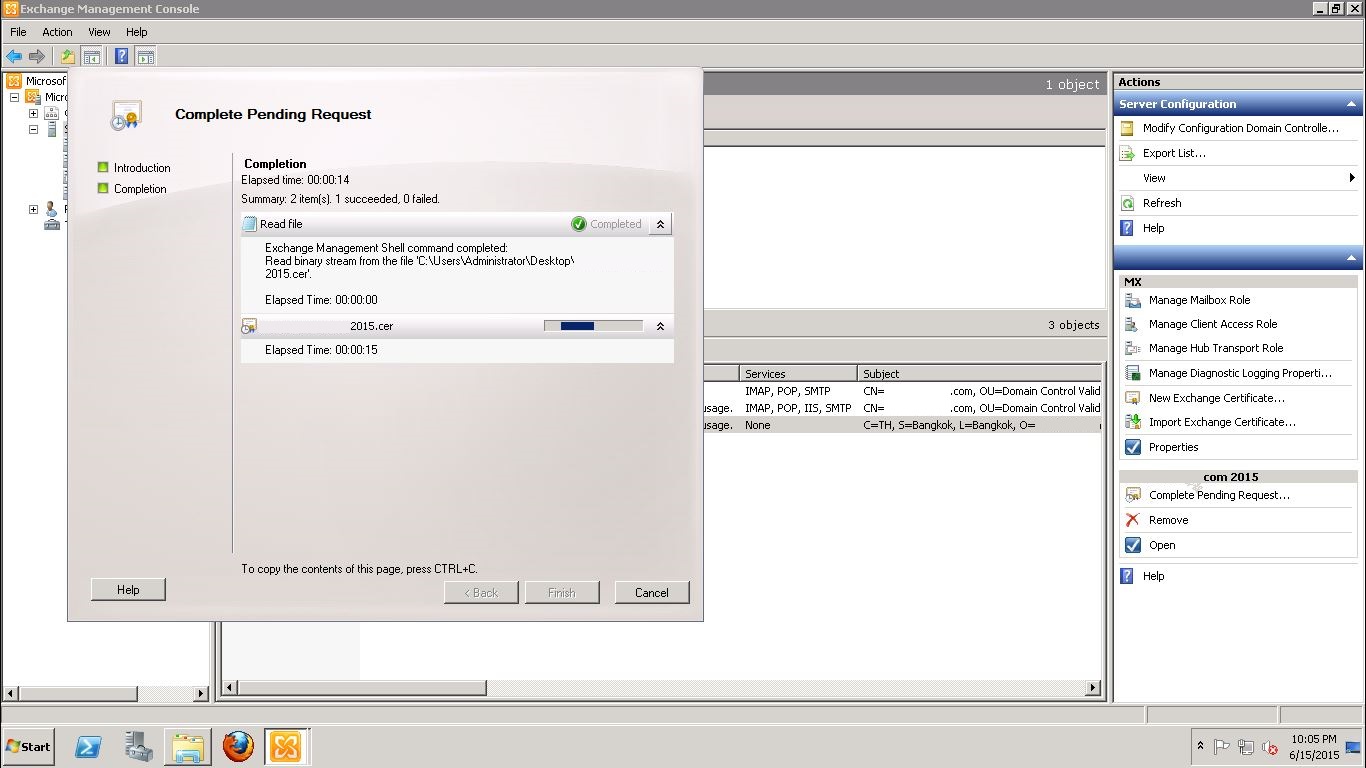 Exchange Management Console
File Action View Help
Microsof
Micro
Complete Pending Request
Introduction
Completion
Completion
Elapsed time: 00:00:14
Summary: 2 item(s). 1 succeeded, 0 failed.
Read file Completed
Exchange Management Shell command completed:
Read binary stream from the file 'C:\Users\Administrator\Desktop\
2015.cer'.
Elapsed Time: 00:00:00
2015.cer
Elapsed Time: 00:00:15
To copy the contents of this page, press CTRL+C.
Help
< Back
Finish
Cancel
1 object
3 objects
Services Subject
IMAP, POP, SMTP CN= .com, OU=Domain Control Valid
usage. IMAP, POP, IIS, SMTP CN= .com, OU=Domain Control Valid
usage. None C=TH, S=Bangkok, L=Bangkok, O=
Actions
Server Configuration
Modify Configuration Domain Controlle...
Export List...
View
Refresh
Help
MX
Manage Mailbox Role
Manage Client Access Role
Manage Hub Transport Role
Manage Diagnostic Logging Properti...
New Exchange Certificate...
Import Exchange Certificate...
Properties
com 2015
Complete Pending Request...
Remove
Open
Help
Start
10:05 PM
6/15/2015